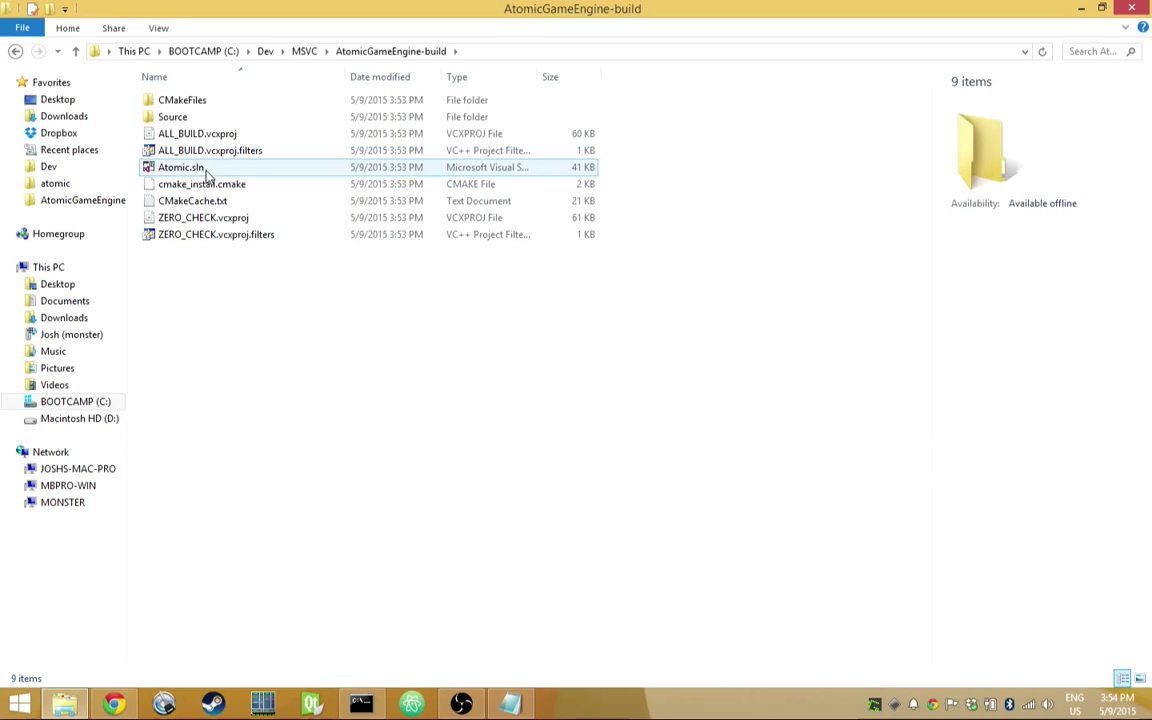 AtomicGameEngine-build
File Home Share View
This PC BOOTCAMP (C:) Dev MSVC AtomicGameEngine-build Search At...
Name Date modified Type Size
CMakeFiles 5/9/2015 3:53 PM File folder
Source 5/9/2015 3:53 PM File folder
ALL_BUILD.vcxproj 5/9/2015 3:53 PM VCXPROJ File 60 KB
ALL_BUILD.vcxproj.filters 5/9/2015 3:53 PM VC++ Project Filte... 1 KB
Atomic.sln 5/9/2015 3:53 PM Microsoft Visual S... 41 KB
cmake_install.cmake 5/9/2015 3:53 PM CMAKE File 2 KB
CMakeCache.txt 5/9/2015 3:53 PM Text Document 21 KB
ZERO_CHECK.vcxproj 5/9/2015 3:53 PM VCXPROJ File 61 KB
ZERO_CHECK.vcxproj.filters 5/9/2015 3:53 PM VC++ Project Filte... 1 KB
Favorites
Desktop
Downloads
Dropbox
Recent places
Dev
atomic
AtomicGameEngine
Homegroup
This PC
Desktop
Documents
Downloads
Josh (monster)
Music
Pictures
Videos
BOOTCAMP (C:)
Macintosh HD (D:)
Network
JOSHS-MAC-PRO
MBPRO-WIN
MONSTER
9 items
Availability: Available offline
9 items
ENG 3:54 PM
US 5/9/2015